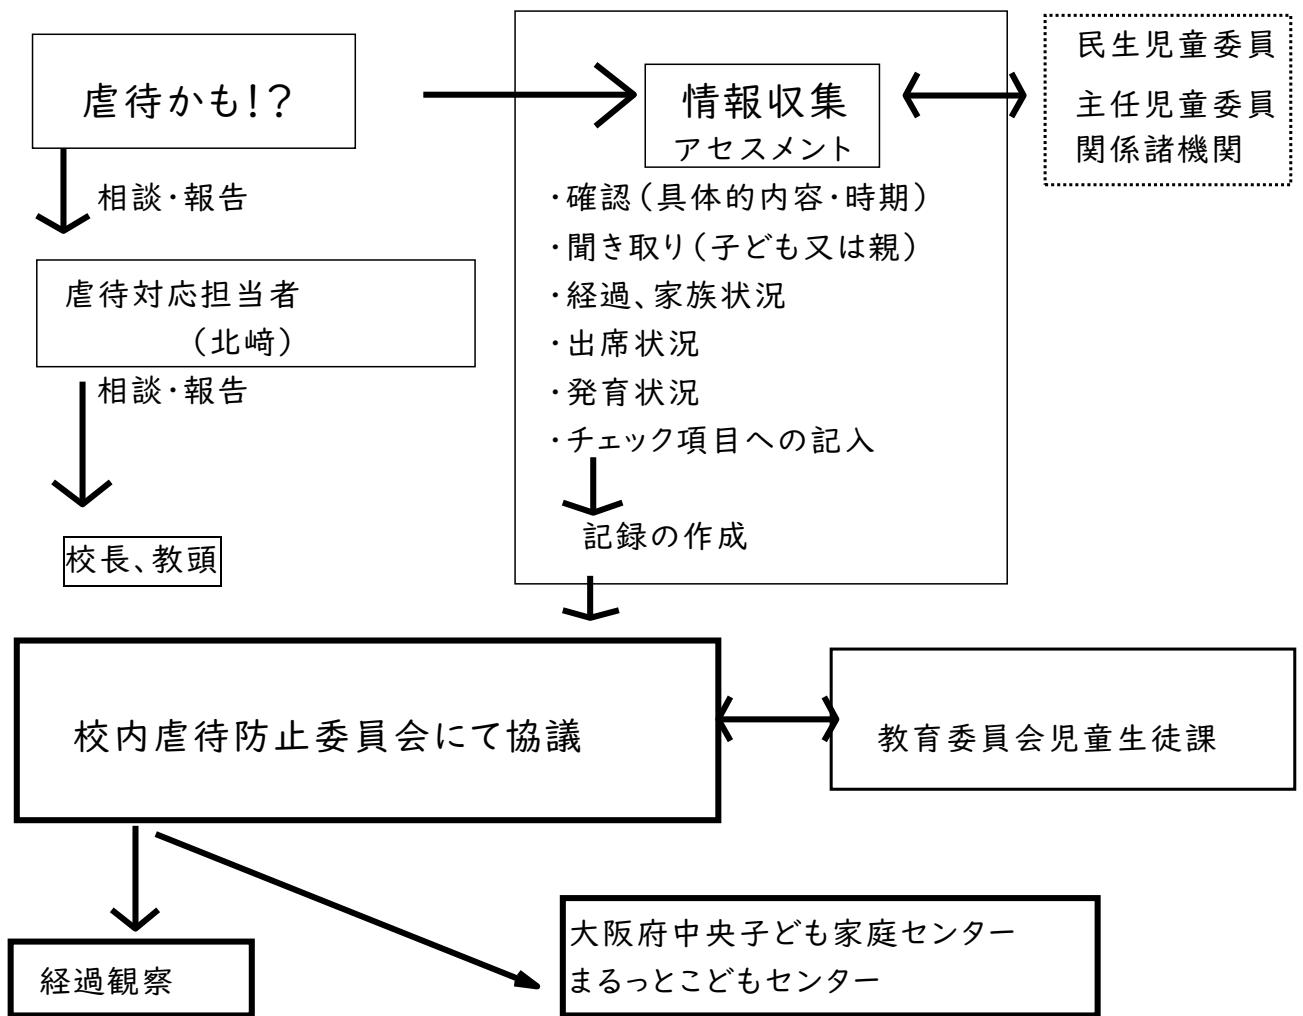 虐待かも!?
相談・報告
虐待対応担当者
(北﨑)
相談・報告
校長、教頭
情報収集
アセスメント
・確認(具体的内容・時期)
・聞き取り(子ども又は親)
・経過、家族状況
・出席状況
・発育状況
・チェック項目への記入
記録の作成
民生児童委員
主任児童委員
関係諸機関
校内虐待防止委員会にて協議
教育委員会児童生徒課
経過観察
大阪府中央子ども家庭センター
まるっとこどもセンター